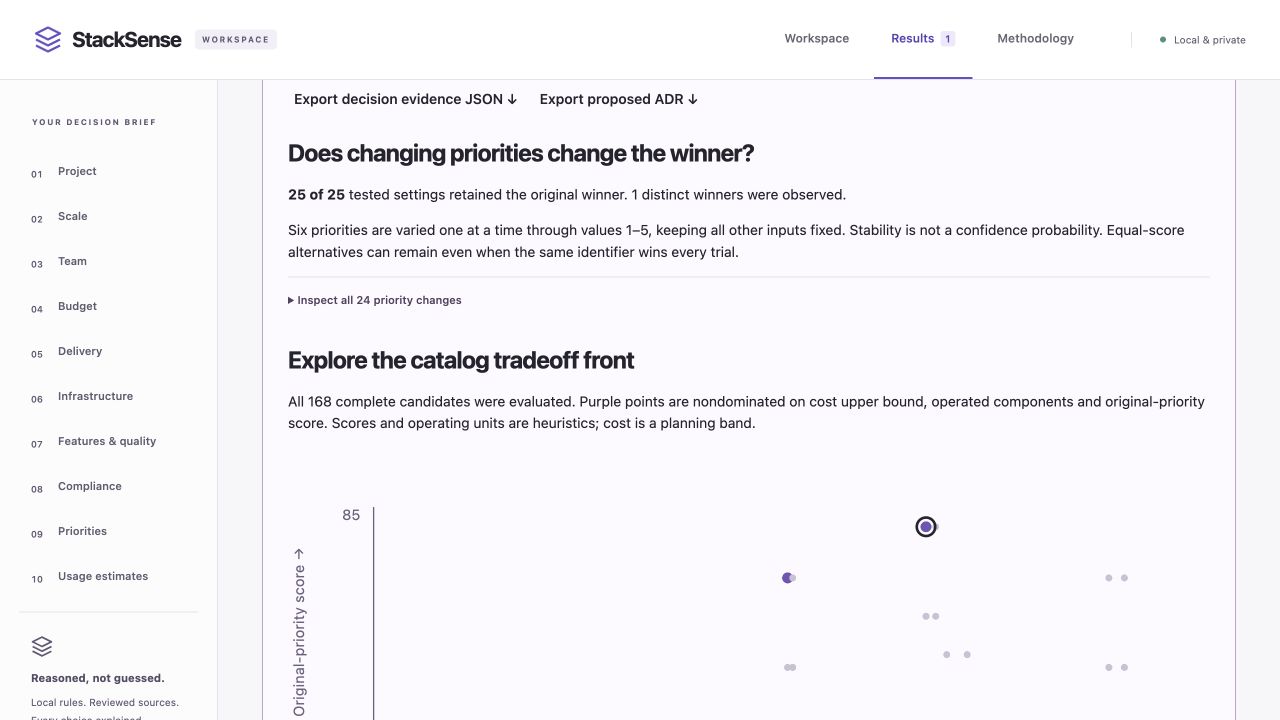 StackSense
WORKSPACE
Workspace
Results 1
Methodology
Local & private
YOUR DECISION BRIEF
01 Project
02 Scale
03 Team
04 Budget
05 Delivery
06 Infrastructure
07 Features & quality
08 Compliance
09 Priorities
10 Usage estimates
Reasoned, not guessed.
Local rules. Reviewed sources.
Every choice explained.
Export decision evidence JSON ↓
Export proposed ADR ↓
Does changing priorities change the winner?
25 of 25 tested settings retained the original winner. 1 distinct winners were observed.
Six priorities are varied one at a time through values 1–5, keeping all other inputs fixed. Stability is not a confidence probability. Equal-score
alternatives can remain even when the same identifier wins every trial.
Inspect all 24 priority changes
Explore the catalog tradeoff front
All 168 complete candidates were evaluated. Purple points are nondominated on cost upper bound, operated components and original-priority
score. Scores and operating units are heuristics; cost is a planning band.
85
Original-priority score →